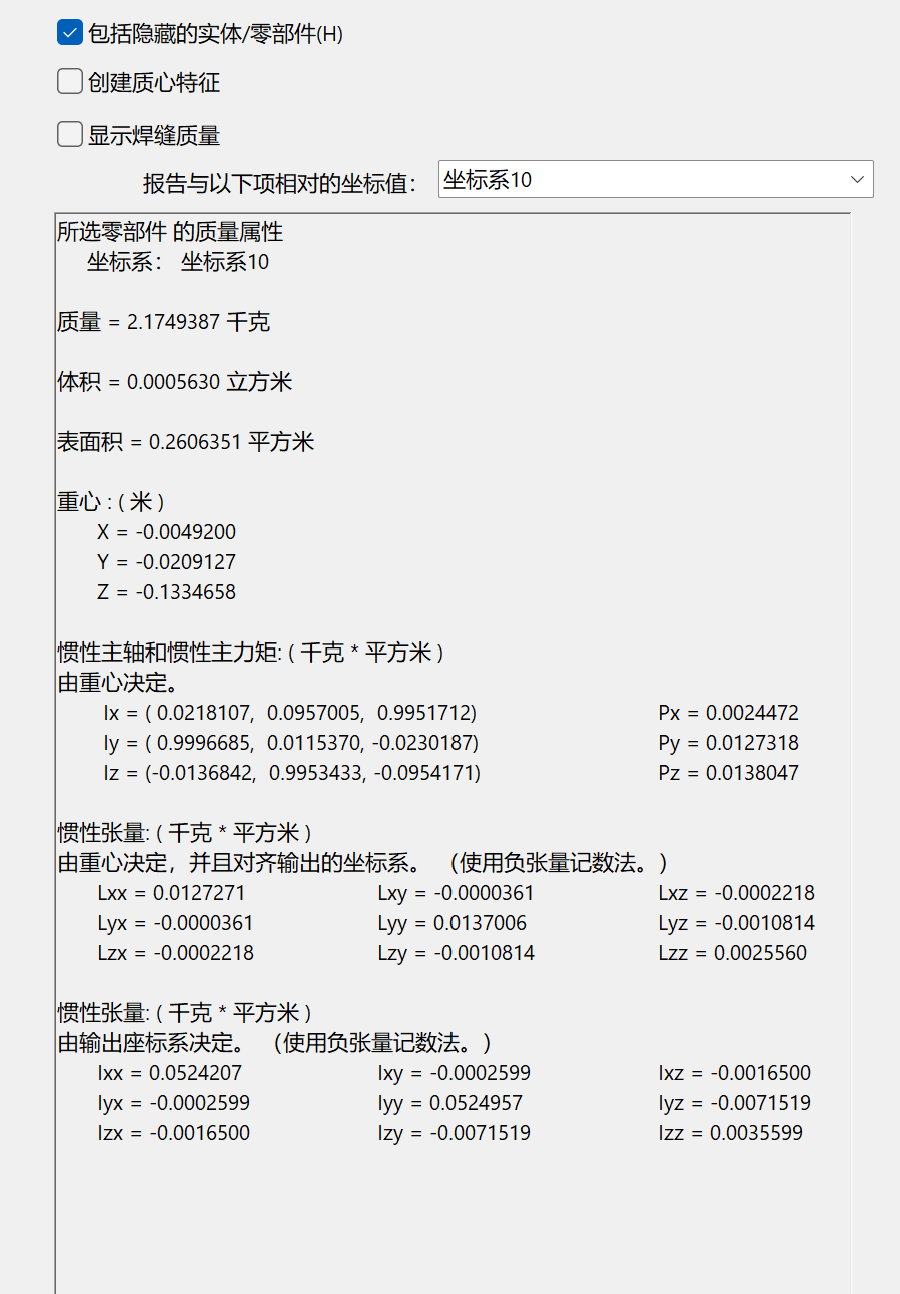 包括隐藏的实体/零部件(H)
创建质心特征
显示焊缝质量
报告与以下项相对的坐标值： 坐标系10
所选零部件 的质量属性
坐标系： 坐标系10
质量 = 2.1749387 千克
体积 = 0.0005630 立方米
表面积 = 0.2606351 平方米
重心 : ( 米 )
X = -0.0049200
Y = -0.0209127
Z = -0.1334658
惯性主轴和惯性主力矩: ( 千克 * 平方米 )
由重心决定。
Ix = ( 0.0218107, 0.0957005, 0.9951712) Px = 0.0024472
Iy = ( 0.9996685, 0.0115370, -0.0230187) Py = 0.0127318
Iz = (-0.0136842, 0.9953433, -0.0954171) Pz = 0.0138047
惯性张量: ( 千克 * 平方米 )
由重心决定，并且对齐输出的坐标系。 （使用负张量记数法。）
Lxx = 0.0127271 Lxy = -0.0000361 Lxz = -0.0002218
Lyx = -0.0000361 Lyy = 0.0137006 Lyz = -0.0010814
Lzx = -0.0002218 Lzy = -0.0010814 Lzz = 0.0025560
惯性张量: ( 千克 * 平方米 )
由输出座标系决定。 （使用负张量记数法。）
Ixx = 0.0524207 Ixy = -0.0002599 Ixz = -0.0016500
Iyx = -0.0002599 Iyy = 0.0524957 Iyz = -0.0071519
Izx = -0.0016500 Izy = -0.0071519 Izz = 0.0035599